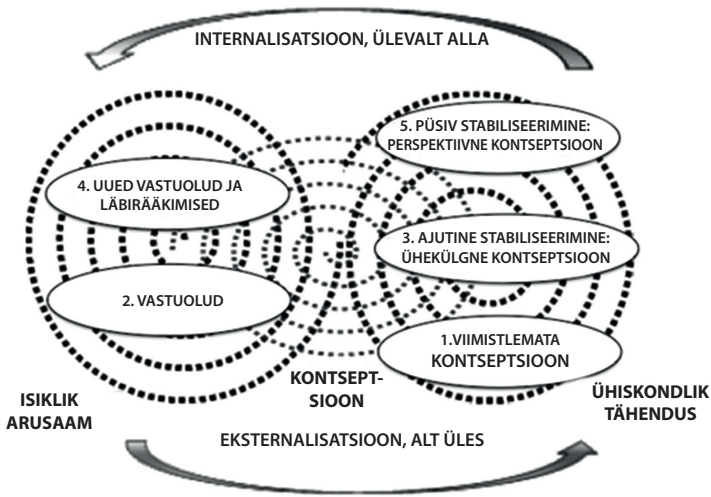 INTERNALISATSIOON, ÜLEVALT ALLA
5. PÜSIV STABILISEERIMINE:
PERSPEKTIIVNE KONTSEPTSIOON
4. UUED VASTUOLUD JA
LÄBIRÄÄKIMISED
3. AJUTINE STABILISEERIMINE:
ÜHEKÜLGNE KONTSEPTSIOON
2. VASTUOLUD
1.VIIMISTLEMATA
KONTSEPTSIOON
KONTSEPT-
SIOON
ISIKLIK
ARUSAAM
ÜHISKONDLIK
TÄHENDUS
EKSTERNALISATSIOON, ALT ÜLES